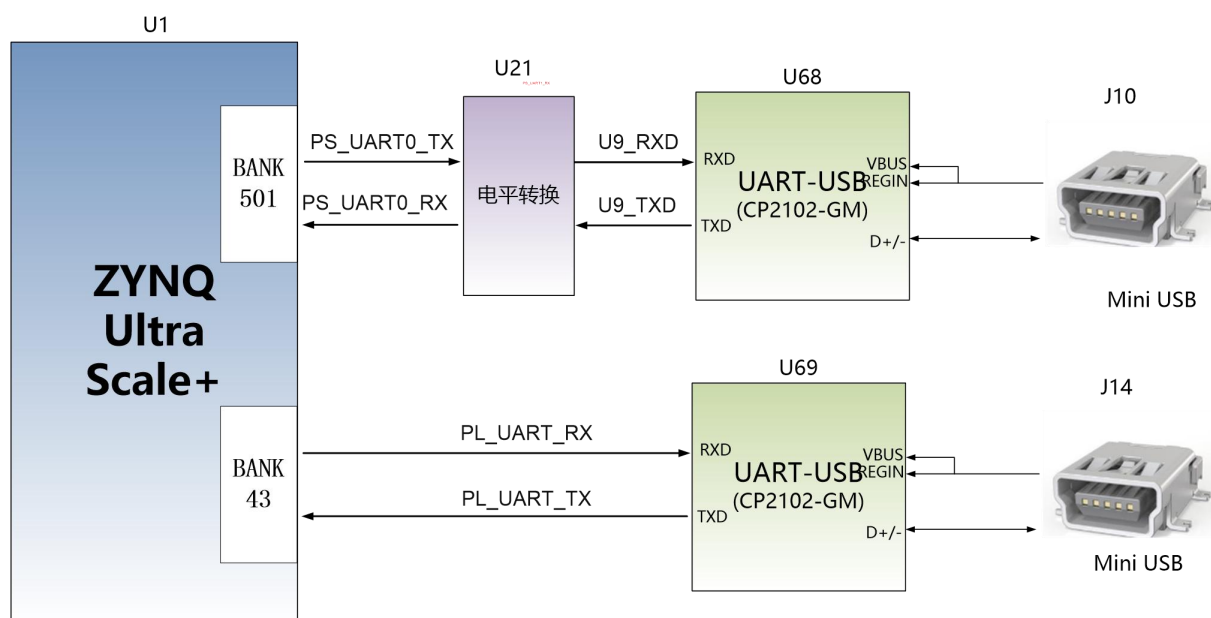 U1
U21
PS_UART1_RX
U68
J10
BANK
501
PS_UART0_TX
PS_UART0_RX
电平转换
U9_RXD
U9_TXD
RXD
TXD
UART-USB
(CP2102-GM)
VBUS
REGIN
D+/-
Mini USB
ZYNQ
Ultra
Scale+
U69
J14
BANK
43
PL_UART_RX
PL_UART_TX
RXD
TXD
UART-USB
(CP2102-GM)
VBUS
REGIN
D+/-
Mini USB